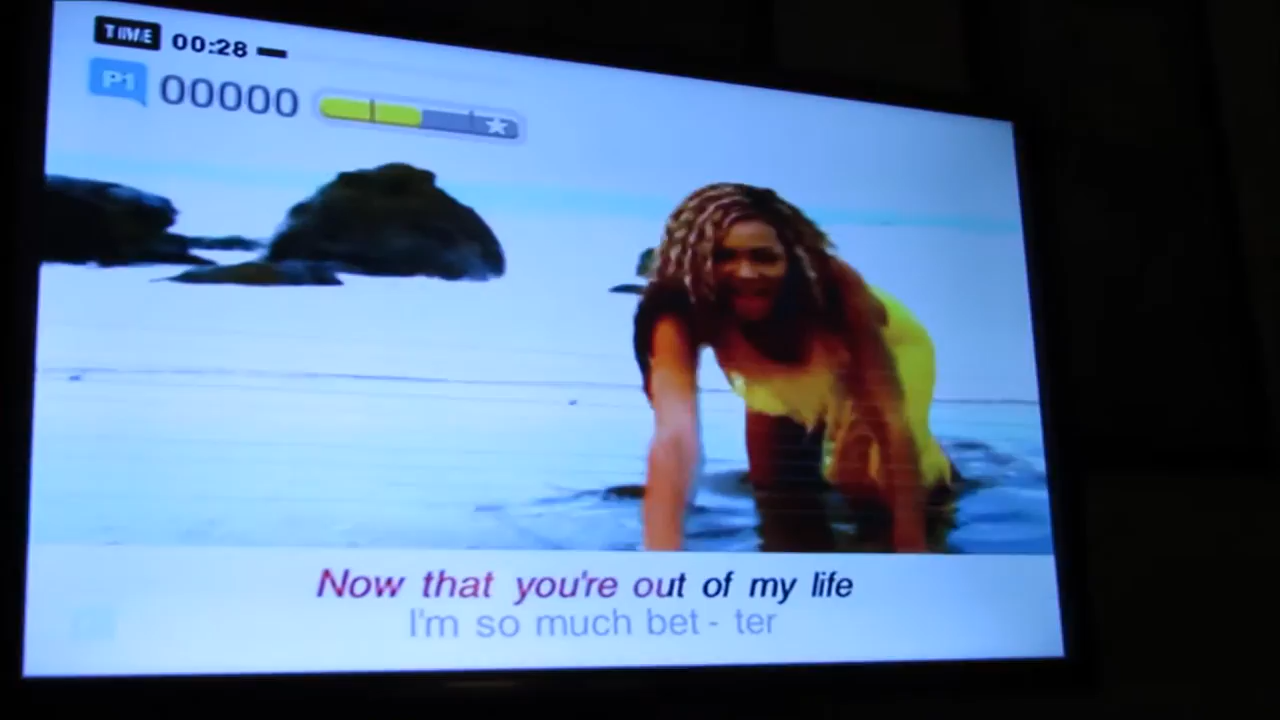 TIME 00:28
P1 00000
Now that you're out of my life
I'm so much bet - ter